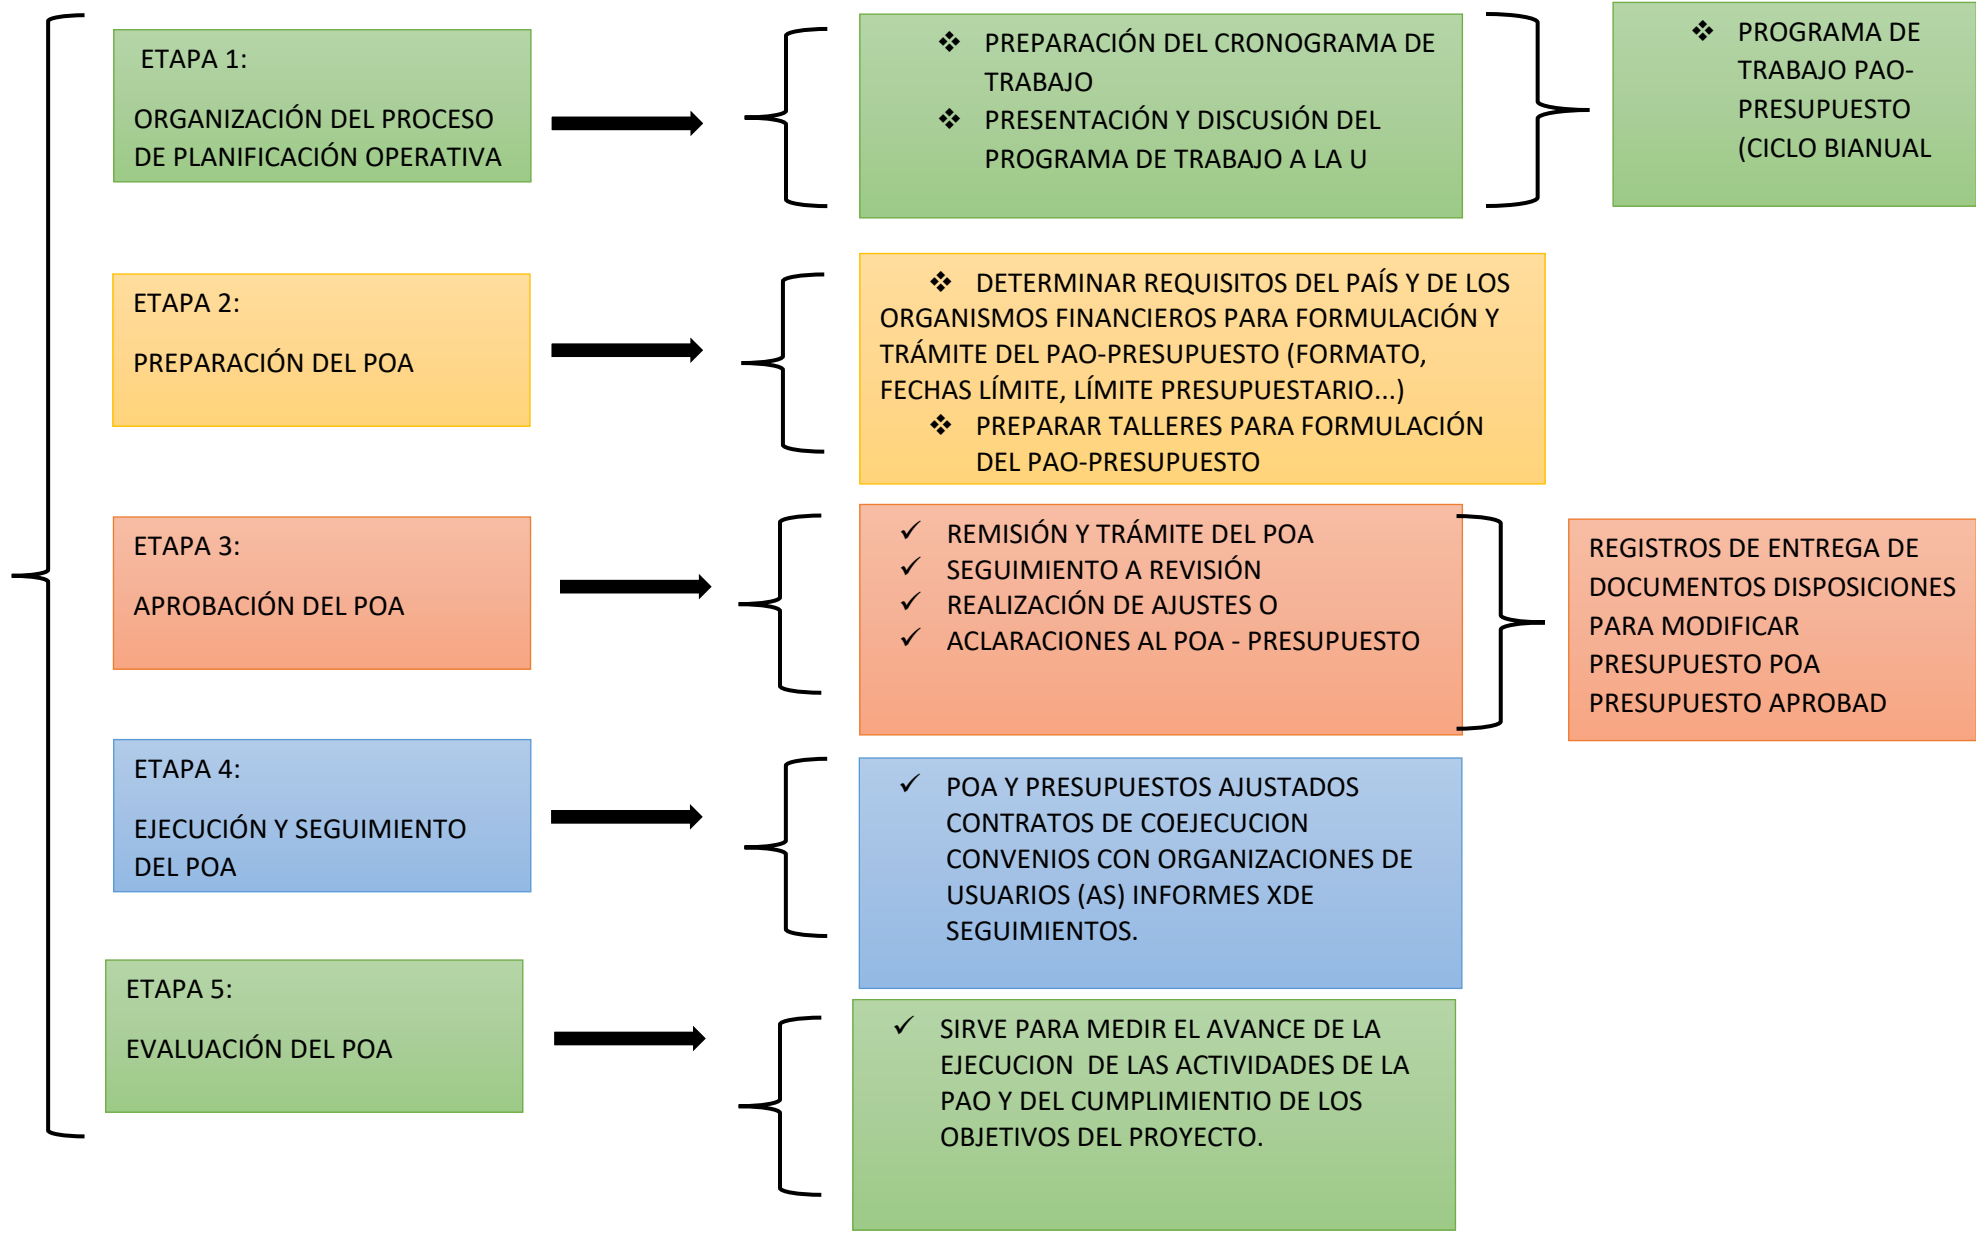 ETAPA 1:
ORGANIZACIÓN DEL PROCESO
DE PLANIFICACIÓN OPERATIVA
❖ PREPARACIÓN DEL CRONOGRAMA DE
TRABAJO
❖ PRESENTACIÓN Y DISCUSIÓN DEL
PROGRAMA DE TRABAJO A LA U
❖ PROGRAMA DE
TRABAJO PAO-
PRESUPUESTO
(CICLO BIANUAL
ETAPA 2:
PREPARACIÓN DEL POA
❖ DETERMINAR REQUISITOS DEL PAÍS Y DE LOS
ORGANISMOS FINANCIEROS PARA FORMULACIÓN Y
TRÁMITE DEL PAO-PRESUPUESTO (FORMATO,
FECHAS LÍMITE, LÍMITE PRESUPUESTARIO...)
❖ PREPARAR TALLERES PARA FORMULACIÓN
DEL PAO-PRESUPUESTO
ETAPA 3:
APROBACIÓN DEL POA
✓ REMISIÓN Y TRÁMITE DEL POA
✓ SEGUIMIENTO A REVISIÓN
✓ REALIZACIÓN DE AJUSTES O
✓ ACLARACIONES AL POA - PRESUPUESTO
REGISTROS DE ENTREGA DE
DOCUMENTOS DISPOSICIONES
PARA MODIFICAR
PRESUPUESTO POA
PRESUPUESTO APROBAD
ETAPA 4:
EJECUCIÓN Y SEGUIMIENTO
DEL POA
✓ POA Y PRESUPUESTOS AJUSTADOS
CONTRATOS DE COEJECUCION
CONVENIOS CON ORGANIZACIONES DE
USUARIOS (AS) INFORMES XDE
SEGUIMIENTOS.
ETAPA 5:
EVALUACIÓN DEL POA
✓ SIRVE PARA MEDIR EL AVANCE DE LA
EJECUCION  DE LAS ACTIVIDADES DE LA
PAO Y DEL CUMPLIMIENTIO DE LOS
OBJETIVOS DEL PROYECTO.